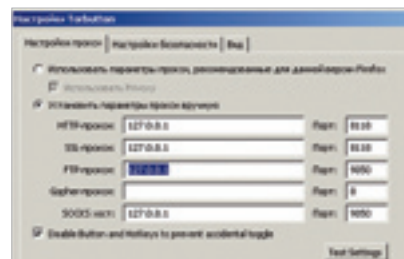 Настройки Torbutton
Настройки прокси Настройки безопасности Вид
Использовать параметры прокси, рекомендованные для данной версии Firefox
Использовать Privoxy
Установить параметры прокси вручную
HTTP-прокси: 127.0.0.1 Порт: 8118
SSL-прокси: 127.0.0.1 Порт: 8118
FTP-прокси: 127.0.0.1 Порт: 9050
Gopher-прокси: Порт: 0
SOCKS хост: 127.0.0.1 Порт: 9050
Disable Button and Hotkeys to prevent accidental toggle
Test Settings